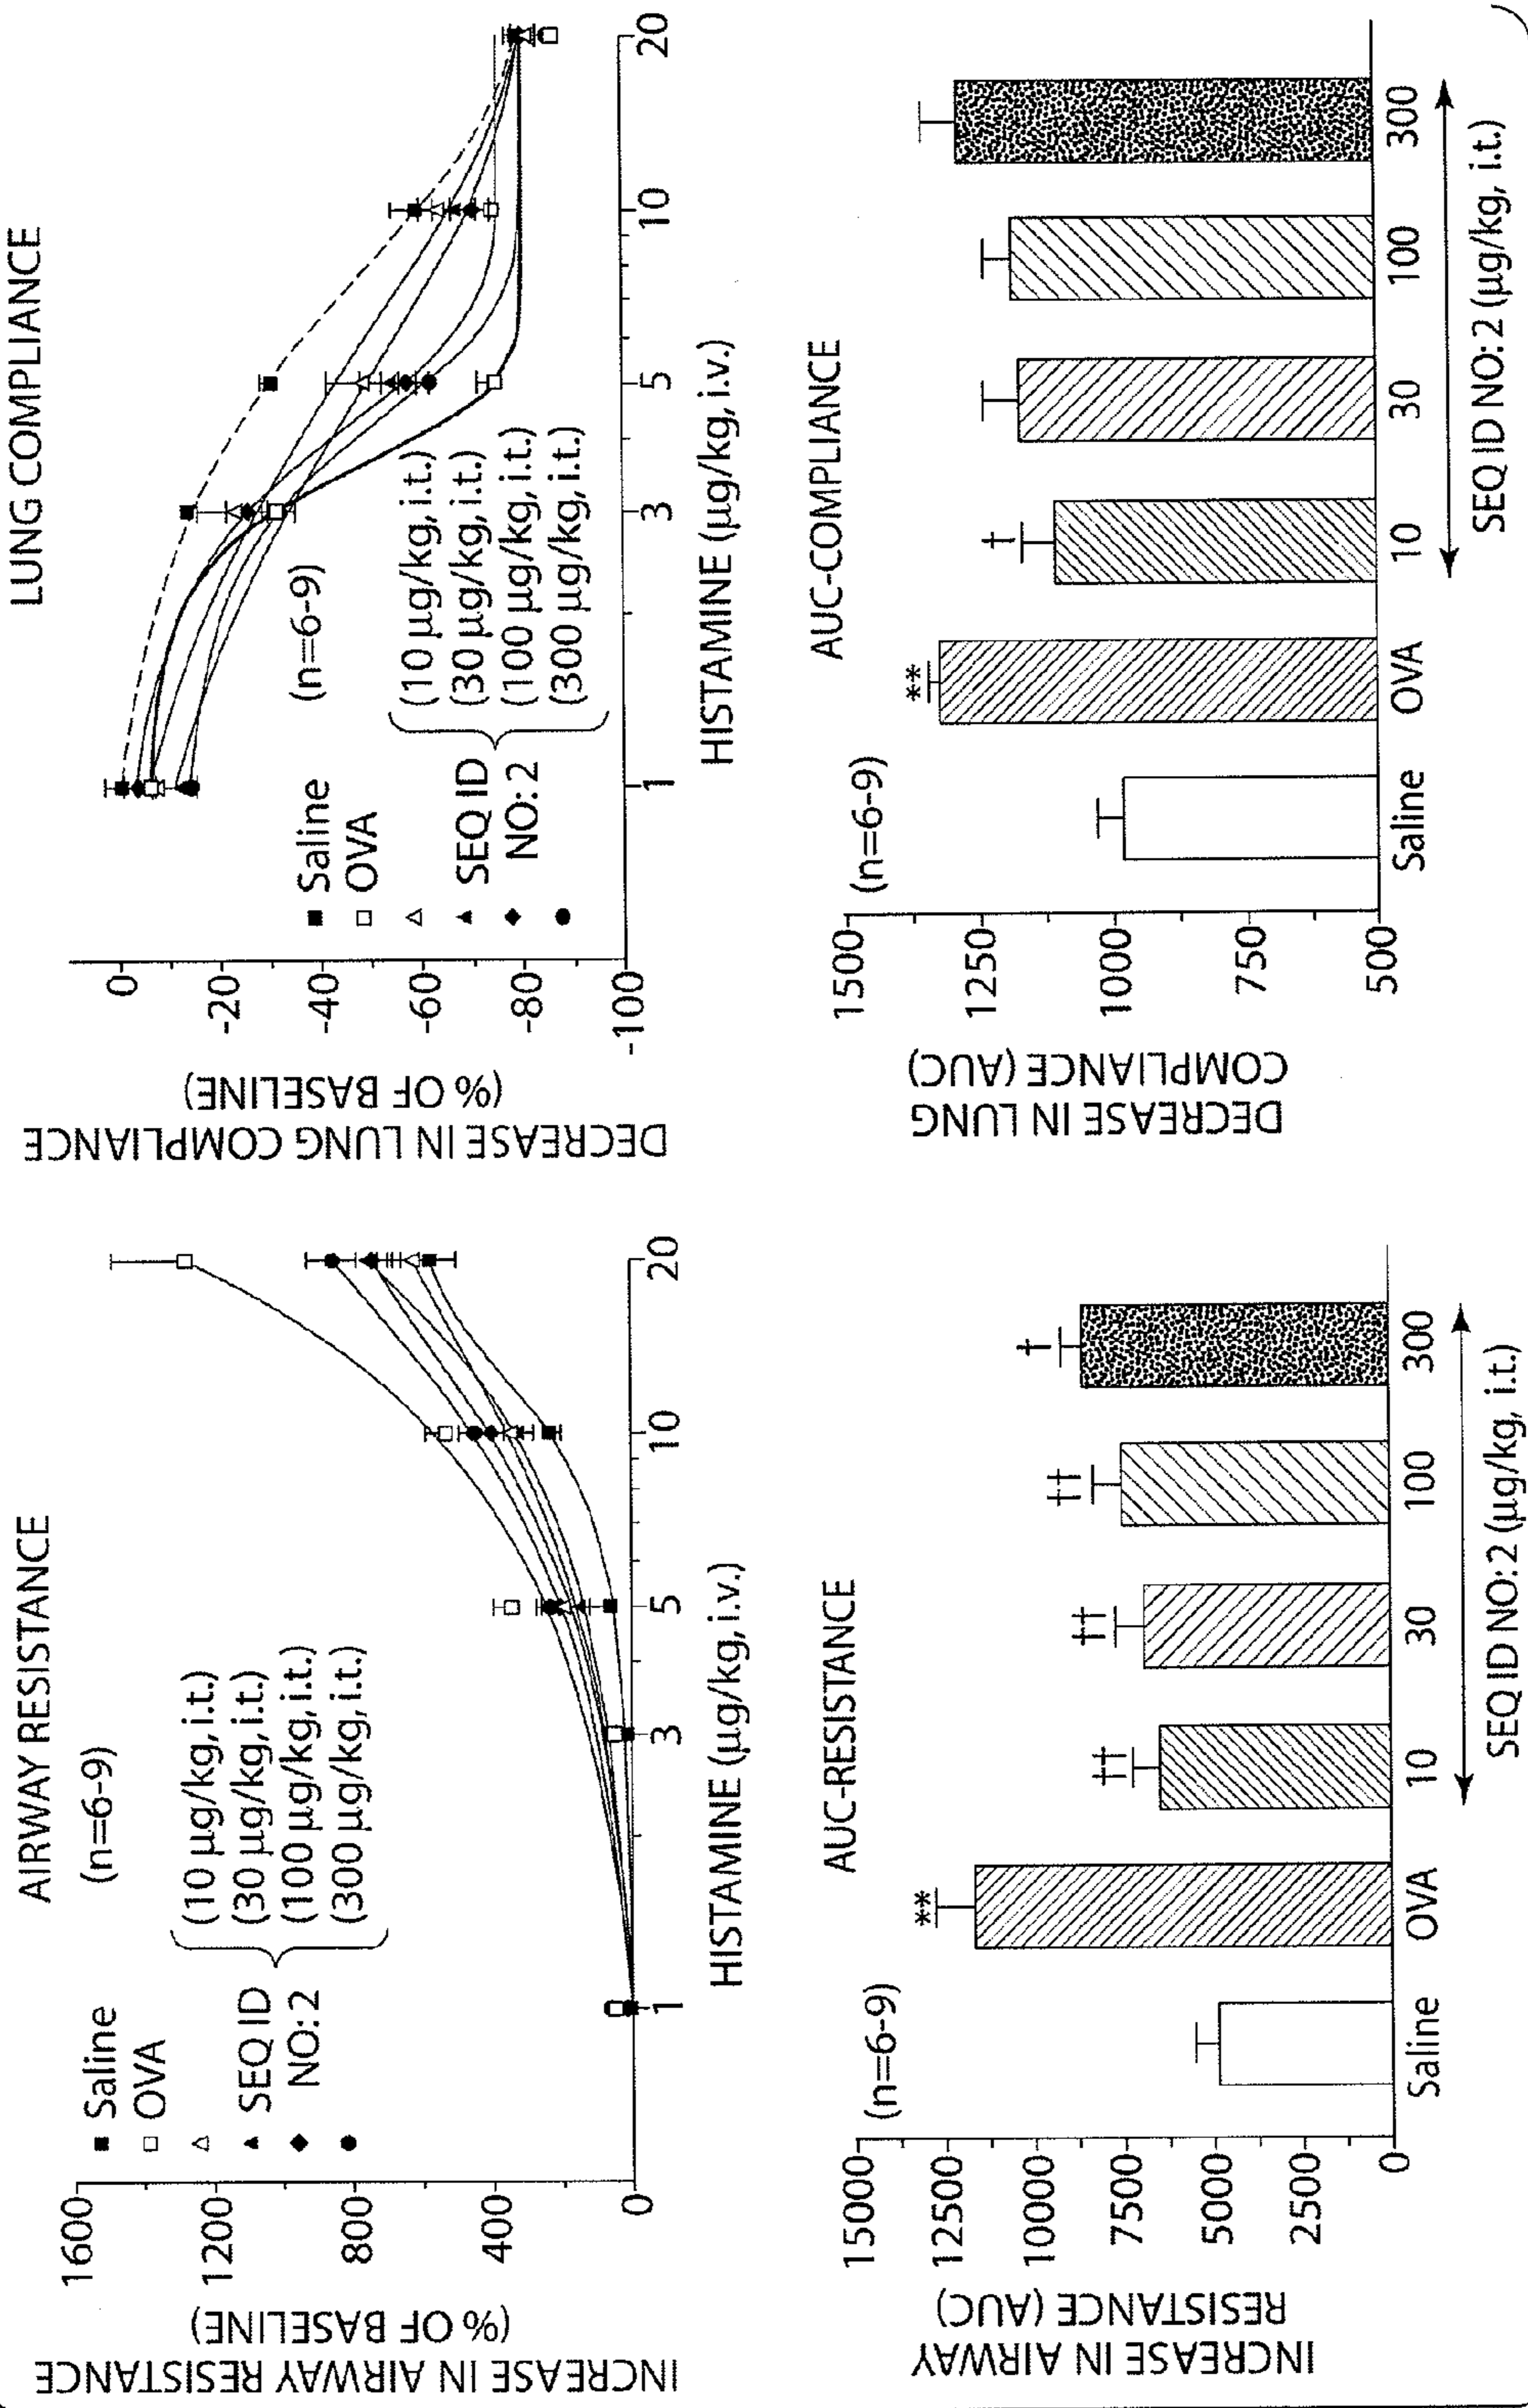 AIRWAY RESISTANCE
INCREASE IN AIRWAY RESISTANCE
(% OF BASELINE)
1600
1200
800
400
0
Saline
OVA
(n=6-9)
SEQ ID
NO: 2
(10 µg/kg, i.t.)
(30 µg/kg, i.t.)
(100 µg/kg, i.t.)
(300 µg/kg, i.t.)
1 3 5 10 20
HISTAMINE (µg/kg, i.v.)
LUNG COMPLIANCE
DECREASE IN LUNG COMPLIANCE
(% OF BASELINE)
0
-20
-40
-60
-80
-100
Saline
OVA
(n=6-9)
SEQ ID
NO: 2
(10 µg/kg, i.t.)
(30 µg/kg, i.t.)
(100 µg/kg, i.t.)
(300 µg/kg, i.t.)
1 3 5 10 20
HISTAMINE (µg/kg, i.v.)
AUC-RESISTANCE
INCREASE IN AIRWAY
RESISTANCE (AUC)
15000
12500
10000
7500
5000
2500
0
(n=6-9)
** †† †† †† †
Saline OVA 10 30 100 300
SEQ ID NO: 2 (µg/kg, i.t.)
AUC-COMPLIANCE
DECREASE IN LUNG
COMPLIANCE (AUC)
1500
1250
1000
750
500
(n=6-9)
** †
Saline OVA 10 30 100 300
SEQ ID NO: 2 (µg/kg, i.t.)